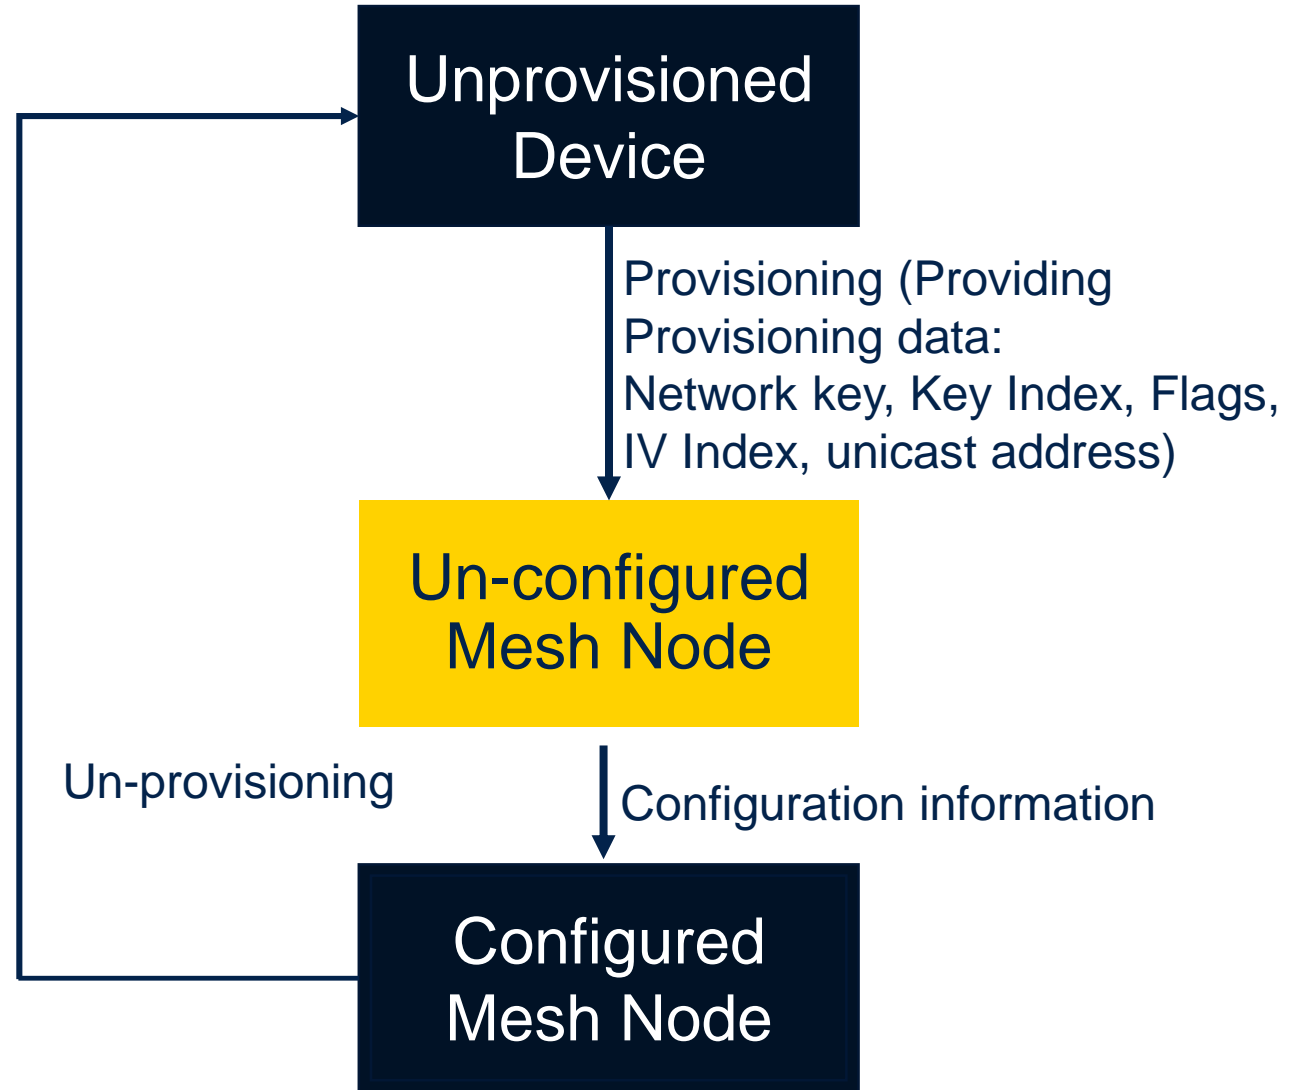 Unprovisioned
Device
Provisioning (Providing
Provisioning data:
Network key, Key Index, Flags,
IV Index, unicast address)
Un-configured
Mesh Node
Un-provisioning
Configuration information
Configured
Mesh Node